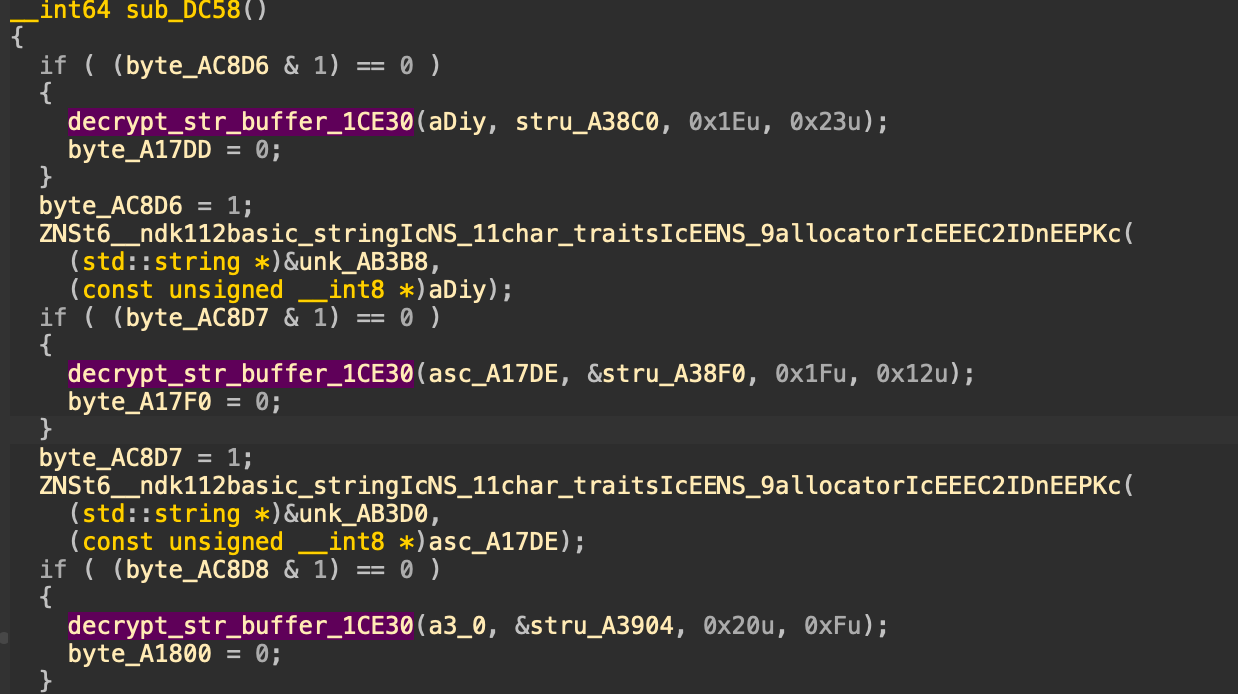 __int64 sub_DC58()
{
  if ( (byte_AC8D6 & 1) == 0 )
  {
    decrypt_str_buffer_1CE30(aDiy, stru_A38C0, 0x1Eu, 0x23u);
    byte_A17DD = 0;
  }
  byte_AC8D6 = 1;
  ZNSt6__ndk112basic_stringIcNS_11char_traitsIcEENS_9allocatorIcEEEC2IDnEEPKc(
    (std::string *)&unk_AB3B8,
    (const unsigned __int8 *)aDiy);
  if ( (byte_AC8D7 & 1) == 0 )
  {
    decrypt_str_buffer_1CE30(asc_A17DE, &stru_A38F0, 0x1Fu, 0x12u);
    byte_A17F0 = 0;
  }
  byte_AC8D7 = 1;
  ZNSt6__ndk112basic_stringIcNS_11char_traitsIcEENS_9allocatorIcEEEC2IDnEEPKc(
    (std::string *)&unk_AB3D0,
    (const unsigned __int8 *)asc_A17DE);
  if ( (byte_AC8D8 & 1) == 0 )
  {
    decrypt_str_buffer_1CE30(a3_0, &stru_A3904, 0x20u, 0xFu);
    byte_A1800 = 0;
  }